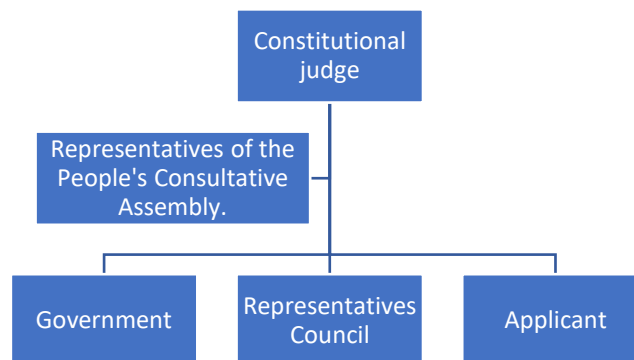 Constitutional
judge
Representatives of the
People's Consultative
Assembly.
Government
Representatives
Council
Applicant